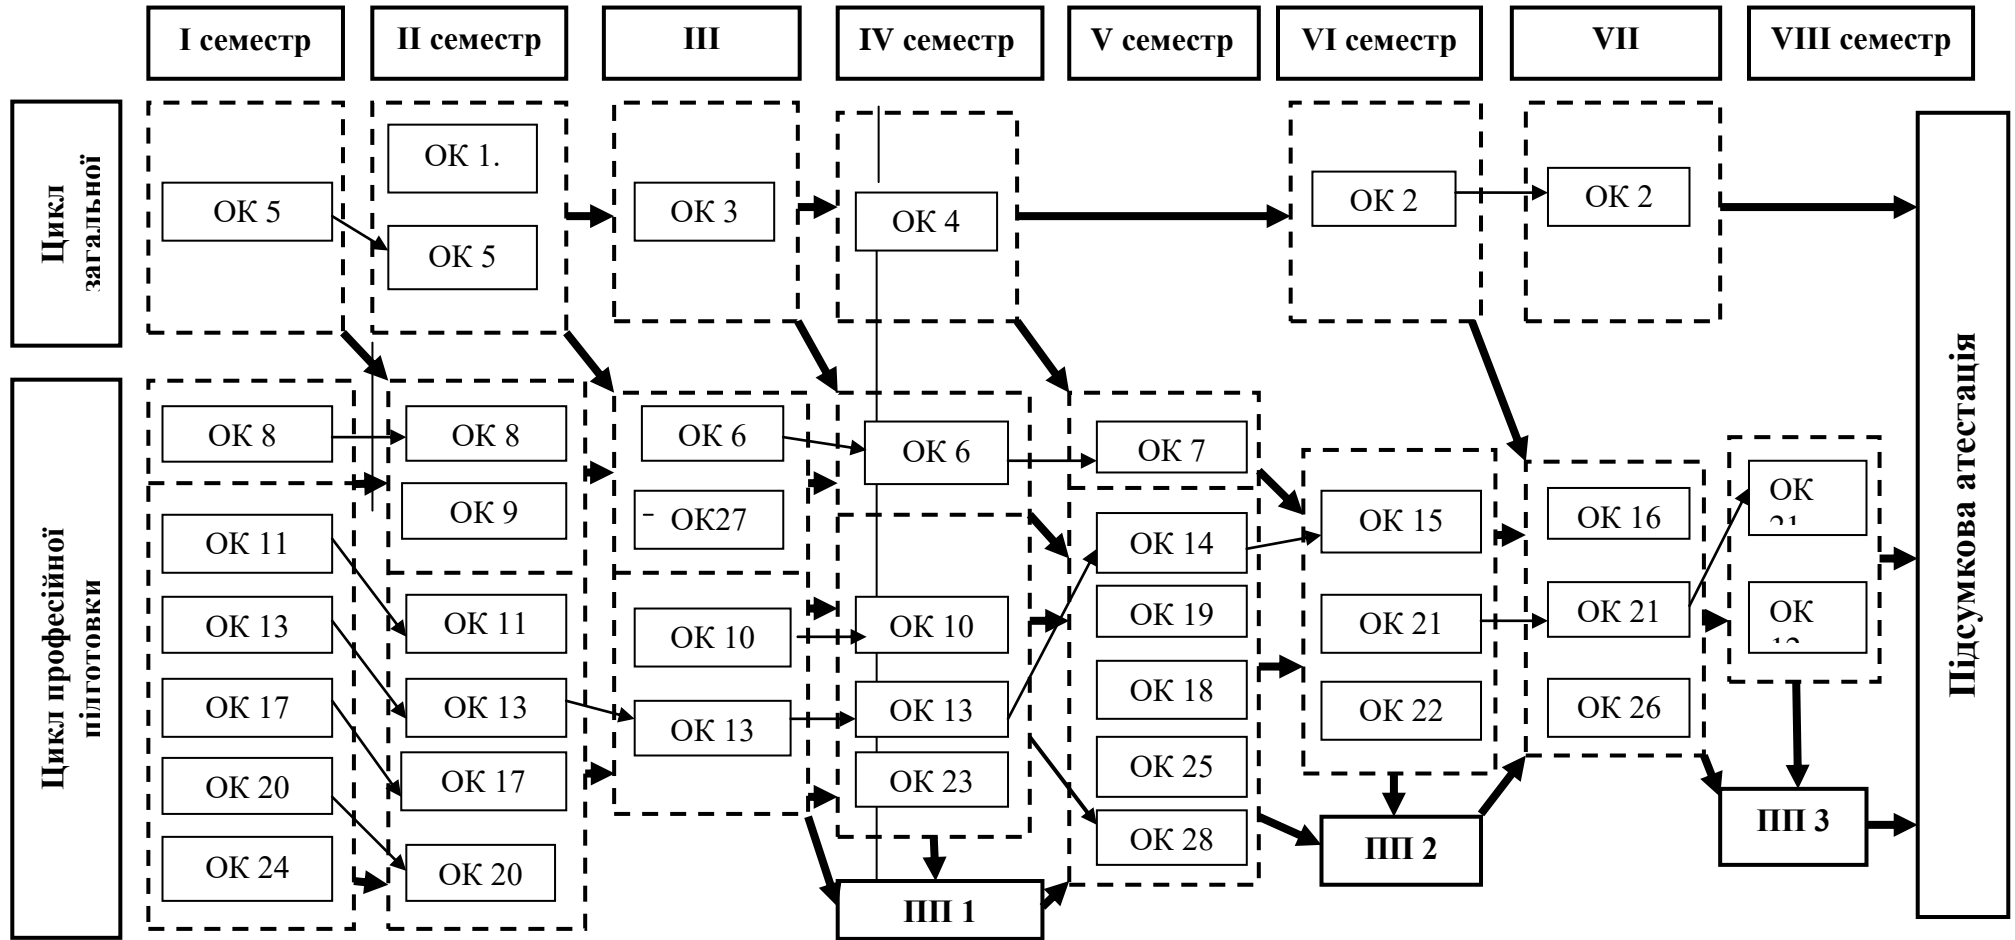 І семестр
ІІ семестр
ІІІ
IV семестр
V семестр
VI семестр
VII
VIII семестр
Цикл
загальної
ОК 5
ОК 1.
ОК 5
ОК 3
ОК 4
ОК 2
ОК 2
Цикл професійної
підготовки
ОК 8
ОК 11
ОК 13
ОК 17
ОК 20
ОК 24
ОК 8
ОК 9
ОК 11
ОК 13
ОК 17
ОК 20
ОК 6
- ОК27
ОК 10
ОК 13
ОК 6
ОК 10
ОК 13
ОК 23
ПП 1
ОК 7
ОК 14
ОК 19
ОК 18
ОК 25
ОК 28
ОК 15
ОК 21
ОК 22
ПП 2
ОК 16
ОК 21
ОК 26
ОК
ОК
ПП 3
Підсумкова атестація